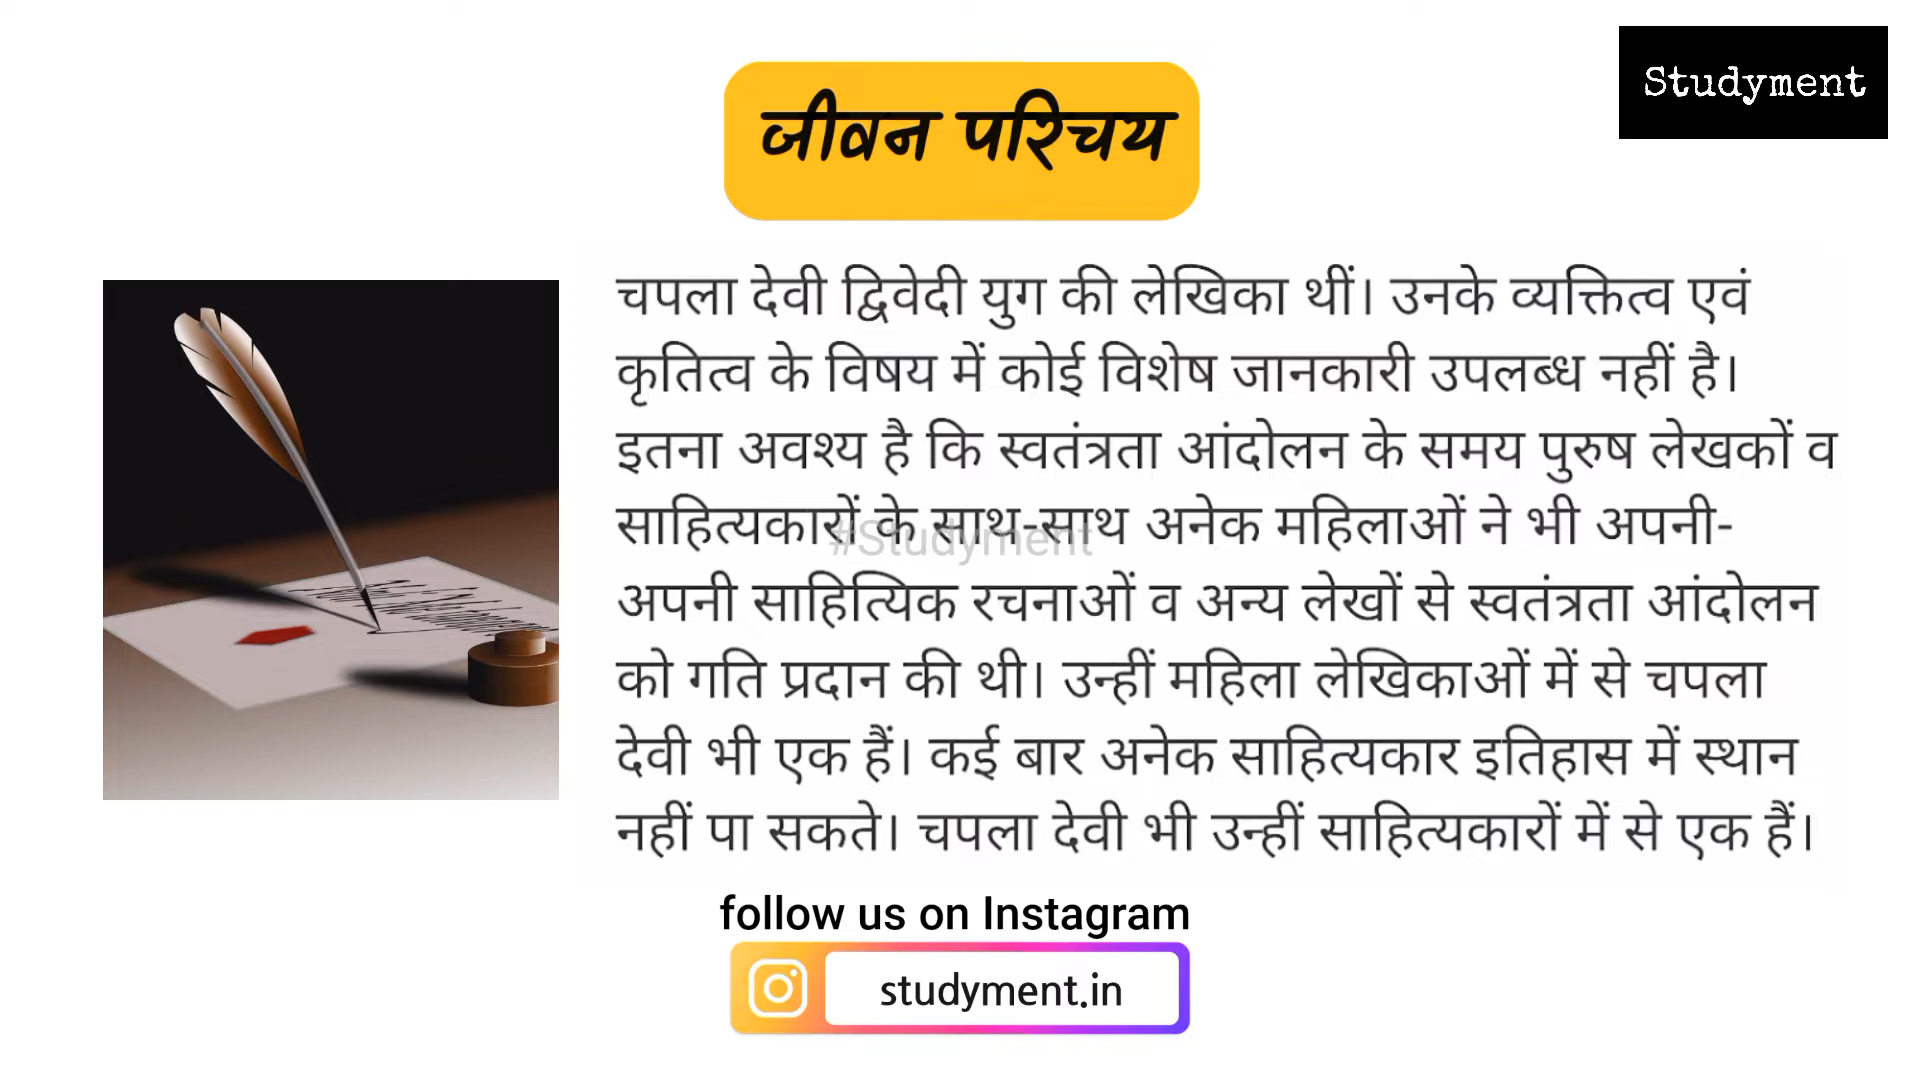 Studyment
जीवन परिचय
चपला देवी द्विवेदी युग की लेखिका थीं। उनके व्यक्तित्व एवं
कृतित्व के विषय में कोई विशेष जानकारी उपलब्ध नहीं है।
इतना अवश्य है कि स्वतंत्रता आंदोलन के समय पुरुष लेखकों व
साहित्यकारों के साथ-साथ अनेक महिलाओं ने भी अपनी-
#Studyment
अपनी साहित्यिक रचनाओं व अन्य लेखों से स्वतंत्रता आंदोलन
को गति प्रदान की थी। उन्हीं महिला लेखिकाओं में से चपला
देवी भी एक हैं। कई बार अनेक साहित्यकार इतिहास में स्थान
नहीं पा सकते। चपला देवी भी उन्हीं साहित्यकारों में से एक हैं।
follow us on Instagram
studyment.in